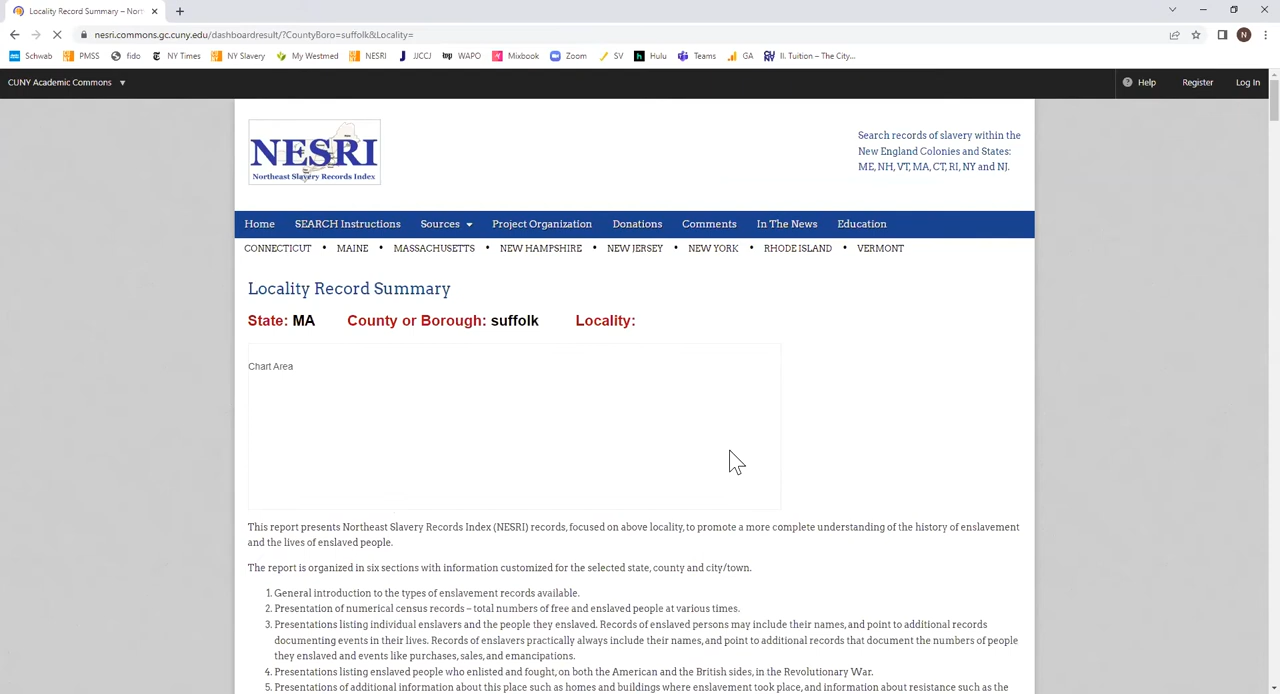 Locality Record Summary – Nor
nesri.commons.gc.cuny.edu/dashboardresult/?CountyBoro=suffolk&Locality=
Schwab PMSS fido NY Times NY Slavery My Westmed NESRI JJCCJ WAPO Mixbook Zoom SV Hulu Teams GA II. Tuition – The City...
CUNY Academic Commons Help Register Log In
NESRI
Northeast Slavery Records Index
Search records of slavery within the
New England Colonies and States:
ME, NH, VT, MA, CT, RI, NY and NJ.
Home SEARCH Instructions Sources Project Organization Donations Comments In The News Education
CONNECTICUT • MAINE • MASSACHUSETTS • NEW HAMPSHIRE • NEW JERSEY • NEW YORK • RHODE ISLAND • VERMONT
Locality Record Summary
State: MA County or Borough: suffolk Locality:
Chart Area
This report presents Northeast Slavery Records Index (NESRI) records, focused on above locality, to promote a more complete understanding of the history of enslavement
and the lives of enslaved people.
The report is organized in six sections with information customized for the selected state, county and city/town.
1. General introduction to the types of enslavement records available.
2. Presentation of numerical census records – total numbers of free and enslaved people at various times.
3. Presentations listing individual enslavers and the people they enslaved. Records of enslaved persons may include their names, and point to additional records
documenting events in their lives. Records of enslavers practically always include their names, and point to additional records that document the numbers of people
they enslaved and events like purchases, sales, and emancipations.
4. Presentations listing enslaved people who enlisted and fought, on both the American and the British sides, in the Revolutionary War.
5. Presentations of additional information about this place such as homes and buildings where enslavement took place, and information about resistance such as the